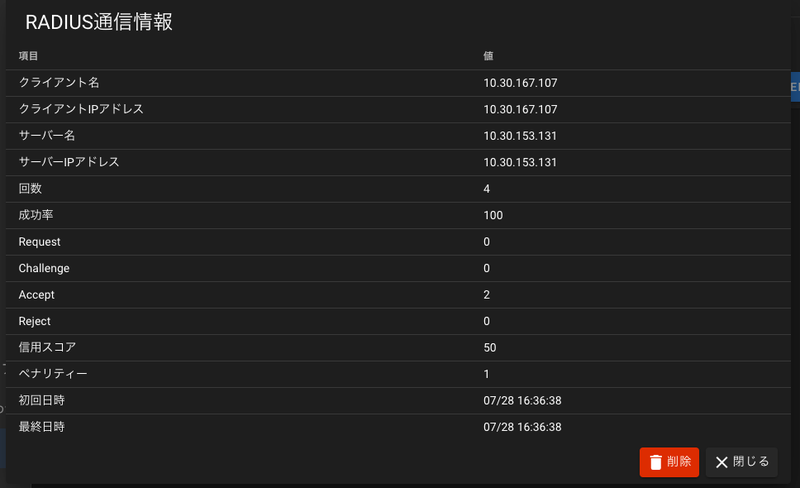 RADIUS通信情報
項目 値
クライアント名 10.30.167.107
クライアントIPアドレス 10.30.167.107
サーバー名 10.30.153.131
サーバーIPアドレス 10.30.153.131
回数 4
成功率 100
Request 0
Challenge 0
Accept 2
Reject 0
信用スコア 50
ペナリティー 1
初回日時 07/28 16:36:38
最終日時 07/28 16:36:38
削除 閉じる